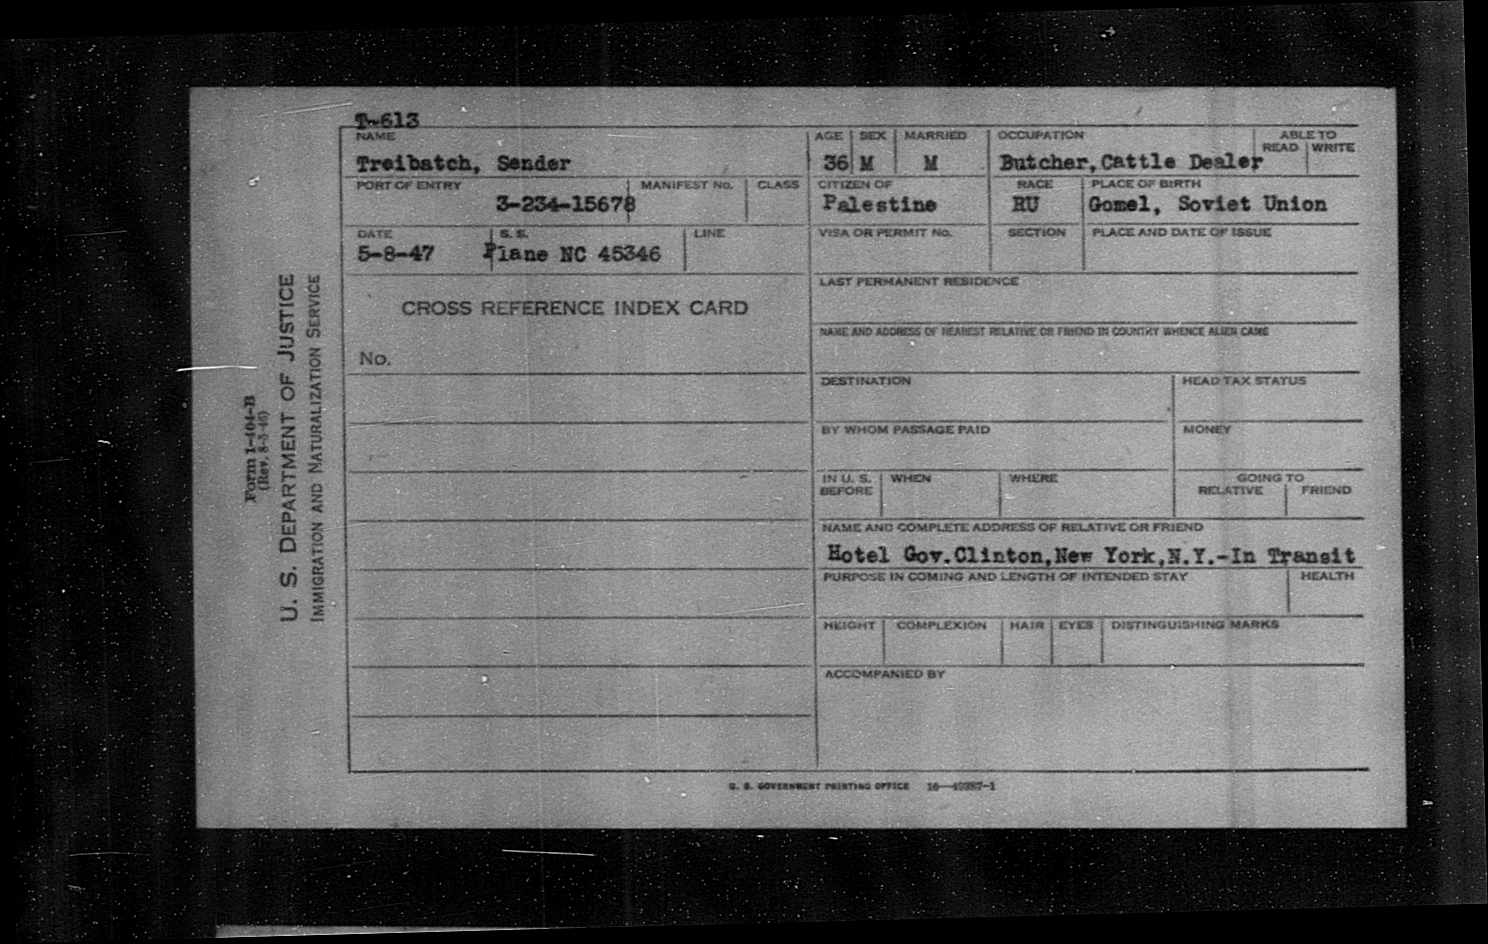 T-613
NAME
Treibatch, Sender
AGE SEX MARRIED OCCUPATION ABLE TO READ WRITE
36 M M Butcher, Cattle Dealer
PORT OF ENTRY MANIFEST No. CLASS
3-234-15678
CITIZEN OF RACE PLACE OF BIRTH
Palestine RU Gomel, Soviet Union
DATE S. S. LINE
5-8-47 Plane NC 45346
VISA OR PERMIT No. SECTION PLACE AND DATE OF ISSUE
CROSS REFERENCE INDEX CARD
No.
LAST PERMANENT RESIDENCE
NAME AND ADDRESS OF NEAREST RELATIVE OR FRIEND IN COUNTRY WHENCE ALIEN CAME
DESTINATION HEAD TAX STATUS
BY WHOM PASSAGE PAID MONEY
IN U. S. BEFORE WHEN WHERE GOING TO RELATIVE FRIEND
NAME AND COMPLETE ADDRESS OF RELATIVE OR FRIEND
Hotel Gov.Clinton,New York,N.Y.-In Transit
PURPOSE IN COMING AND LENGTH OF INTENDED STAY HEALTH
HEIGHT COMPLEXION HAIR EYES DISTINGUISHING MARKS
ACCOMPANIED BY
U. S. GOVERNMENT PRINTING OFFICE
Form I-404-B
(Rev. 8-5-46)
U. S. DEPARTMENT OF JUSTICE
IMMIGRATION AND NATURALIZATION SERVICE